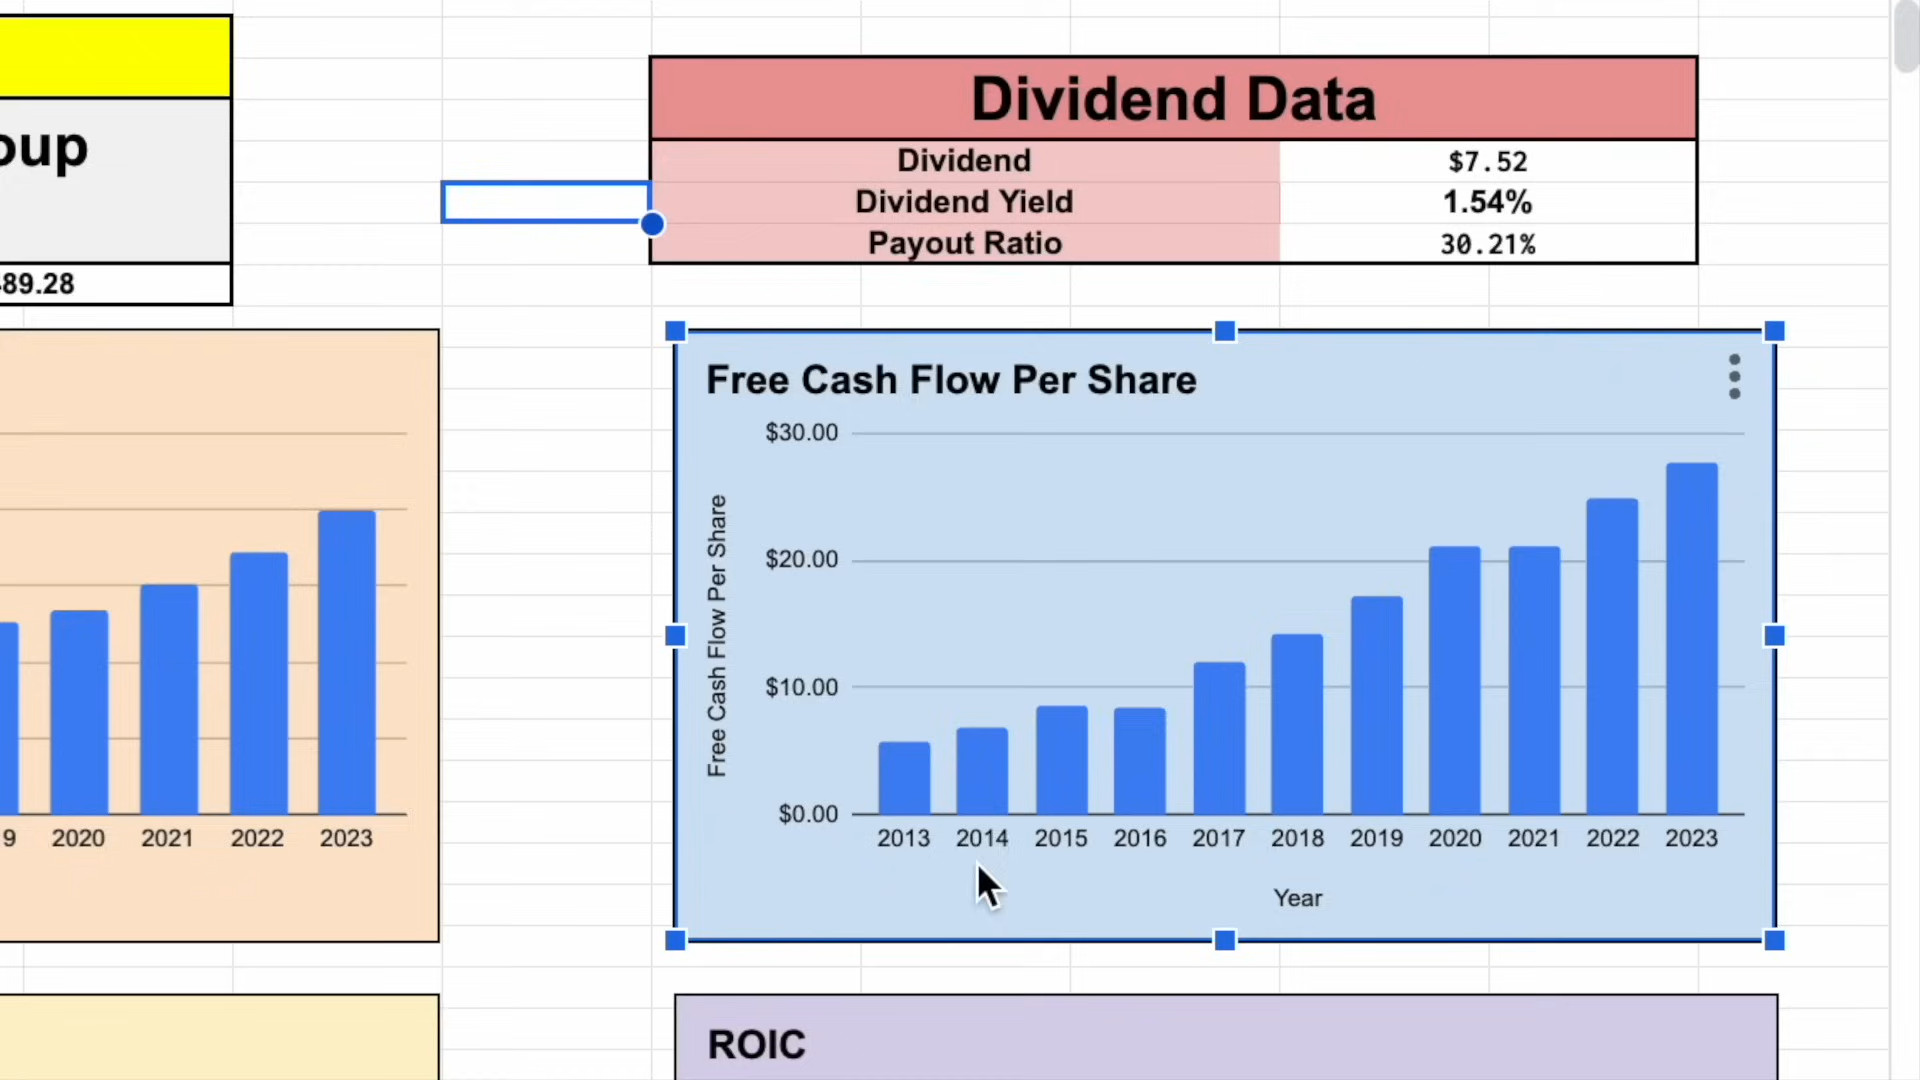 oup
89.28
Dividend Data
Dividend $7.52
Dividend Yield 1.54%
Payout Ratio 30.21%
9 2020 2021 2022 2023
Free Cash Flow Per Share
Free Cash Flow Per Share
$30.00
$20.00
$10.00
$0.00
2013 2014 2015 2016 2017 2018 2019 2020 2021 2022 2023
Year
ROIC